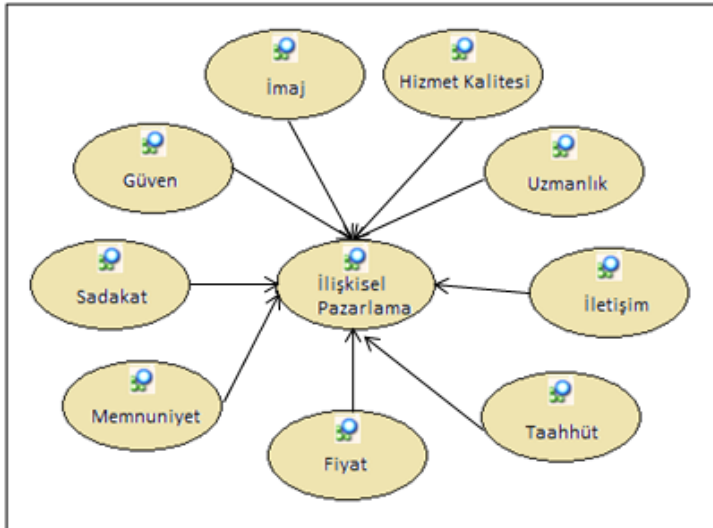 İmaj
Hizmet Kalitesi
Güven
Uzmanlık
İlişkisel
Pazarlama
Sadakat
İletişim
Memnuniyet
Taahhüt
Fiyat